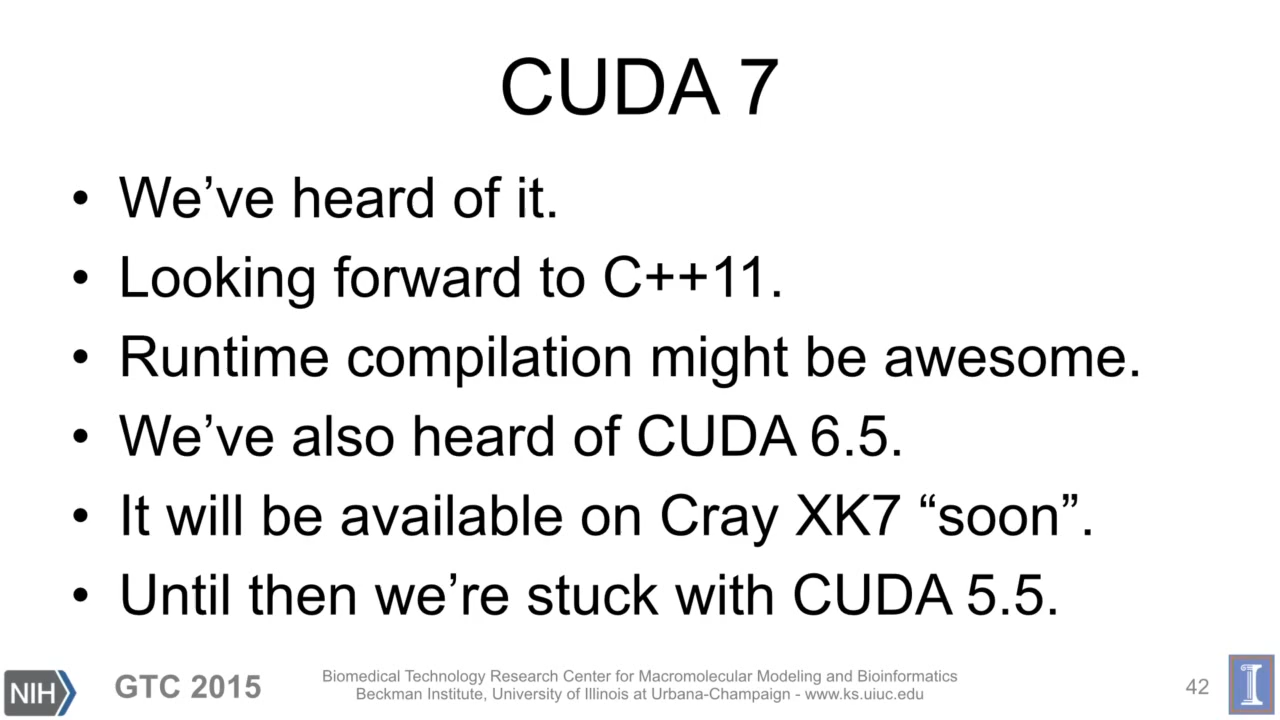 CUDA 7
• We’ve heard of it.
• Looking forward to C++11.
• Runtime compilation might be awesome.
• We’ve also heard of CUDA 6.5.
• It will be available on Cray XK7 “soon”.
• Until then we’re stuck with CUDA 5.5.
NIH
GTC 2015
Biomedical Technology Research Center for Macromolecular Modeling and Bioinformatics
Beckman Institute, University of Illinois at Urbana-Champaign - www.ks.uiuc.edu
42
I